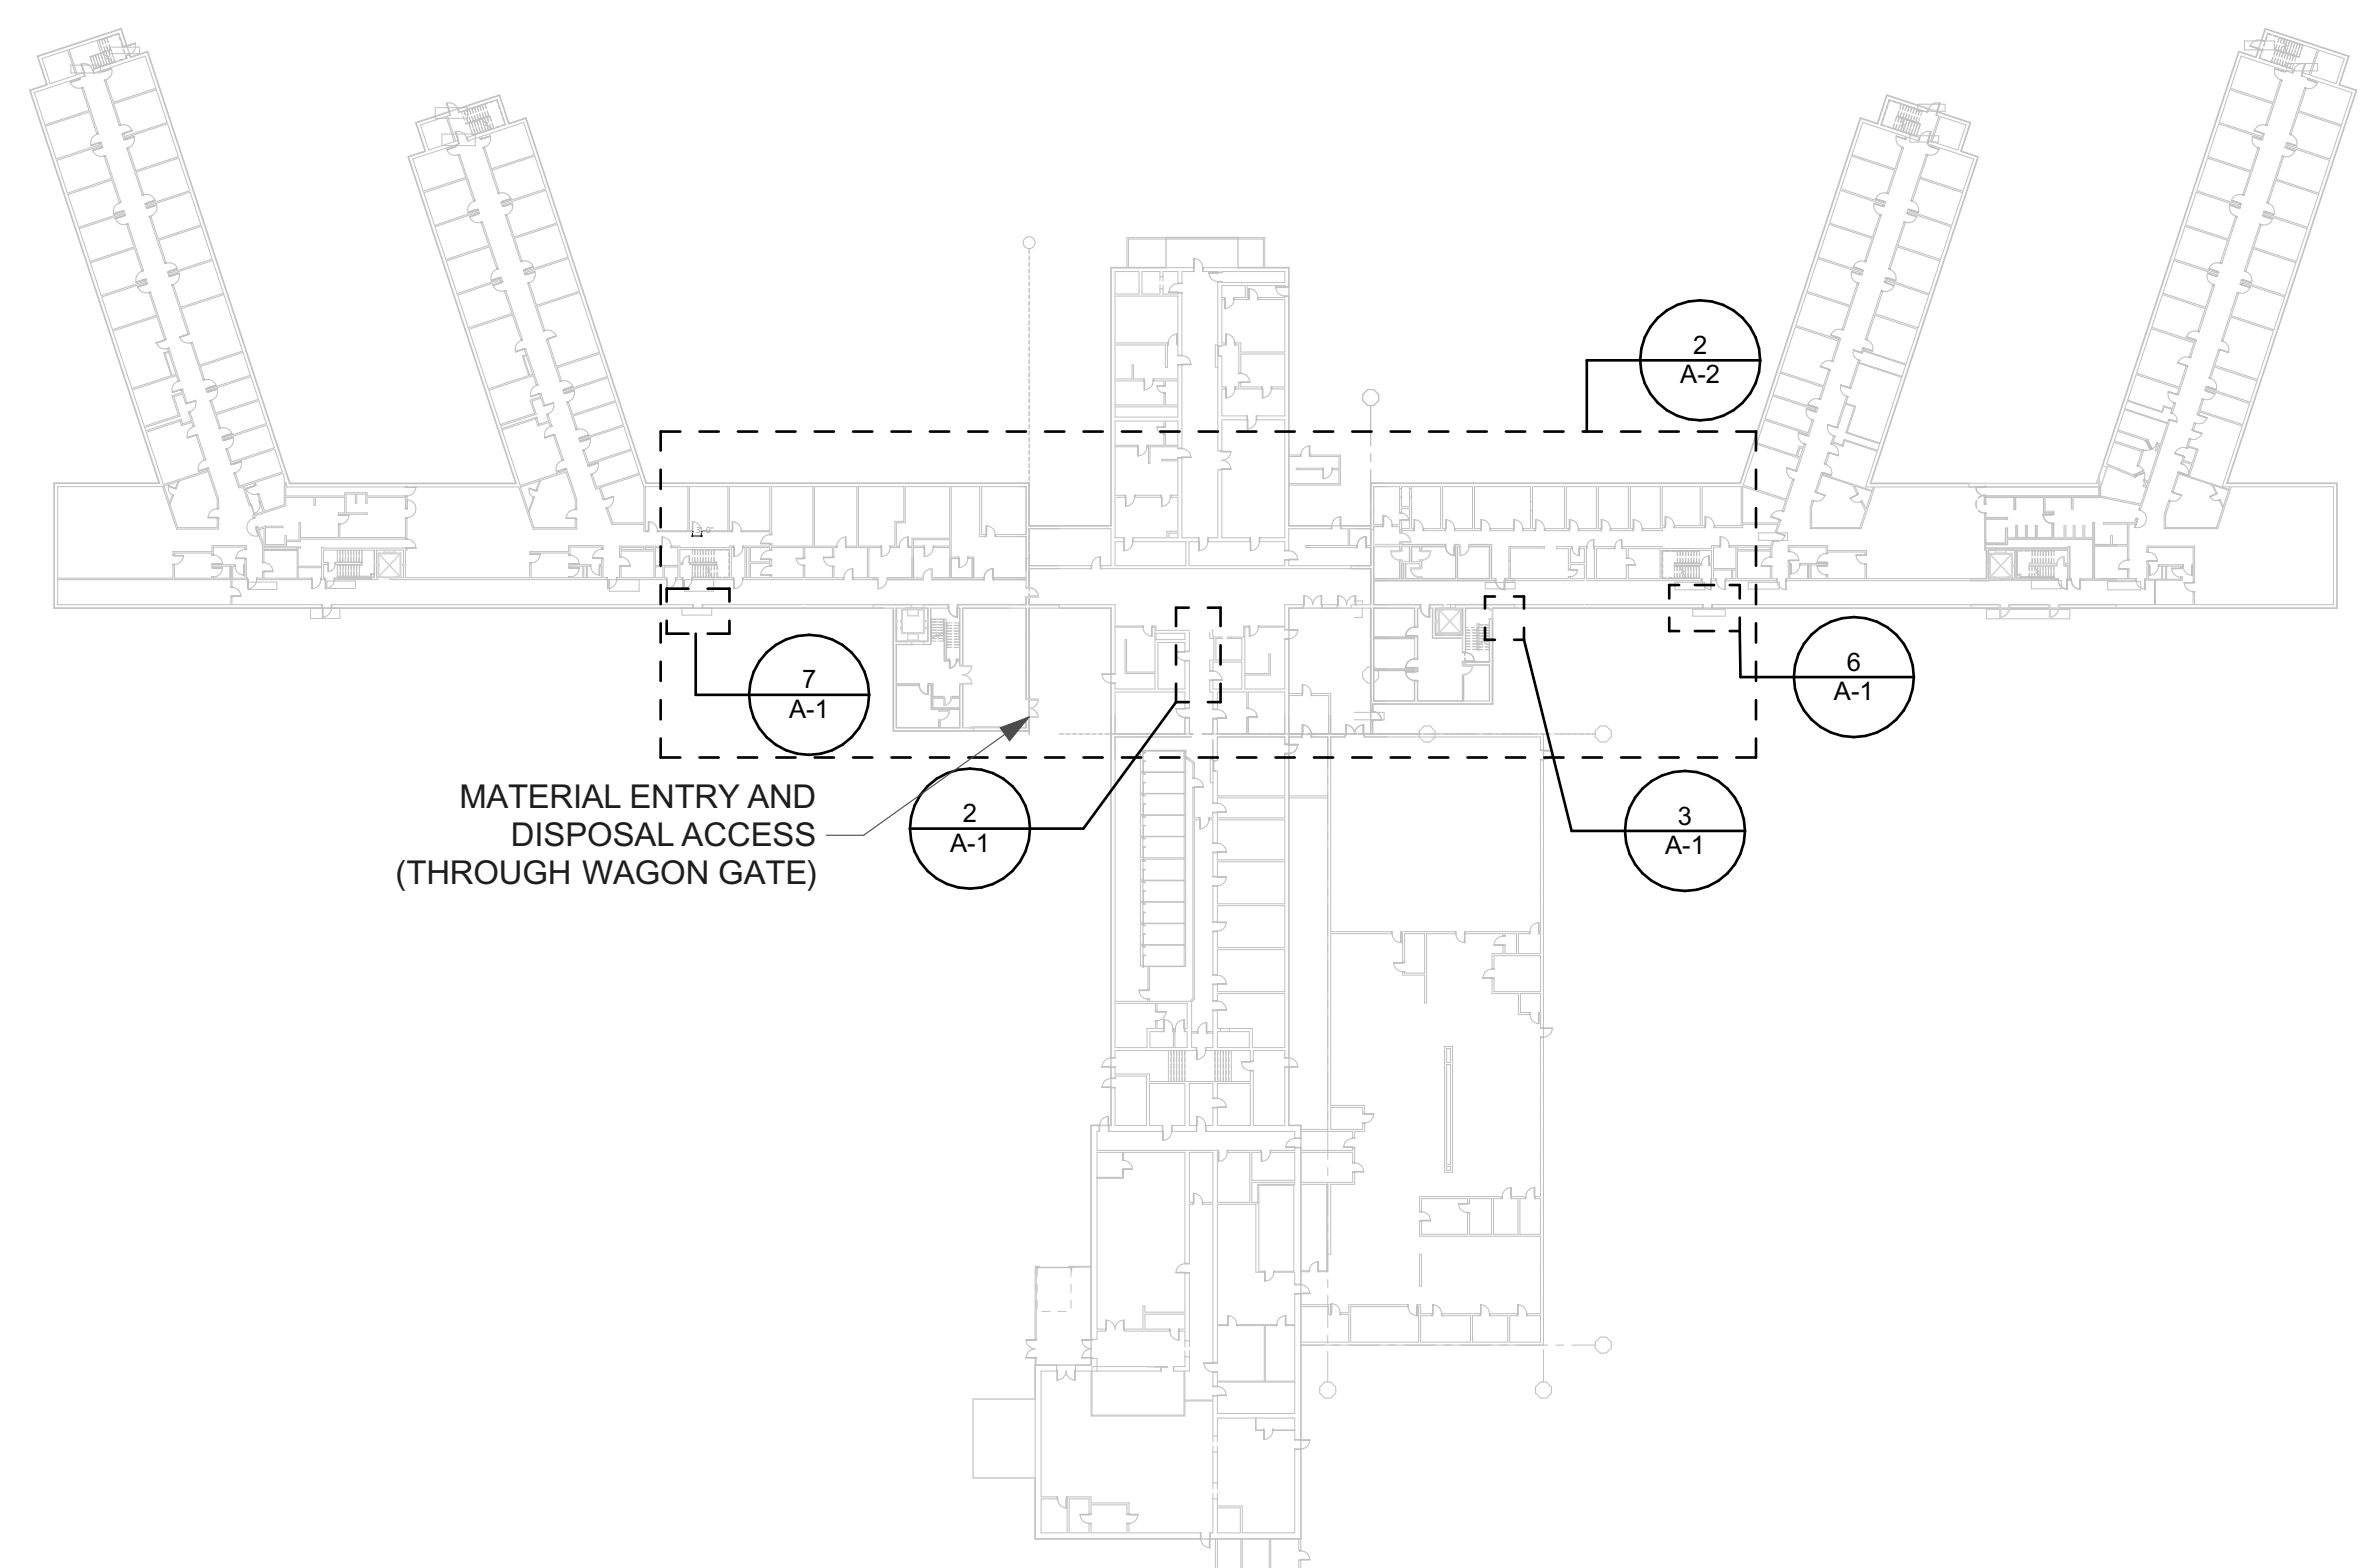 2
A-2
7
A-1
6
A-1
MATERIAL ENTRY AND
DISPOSAL ACCESS
(THROUGH WAGON GATE)
2
A-1
3
A-1